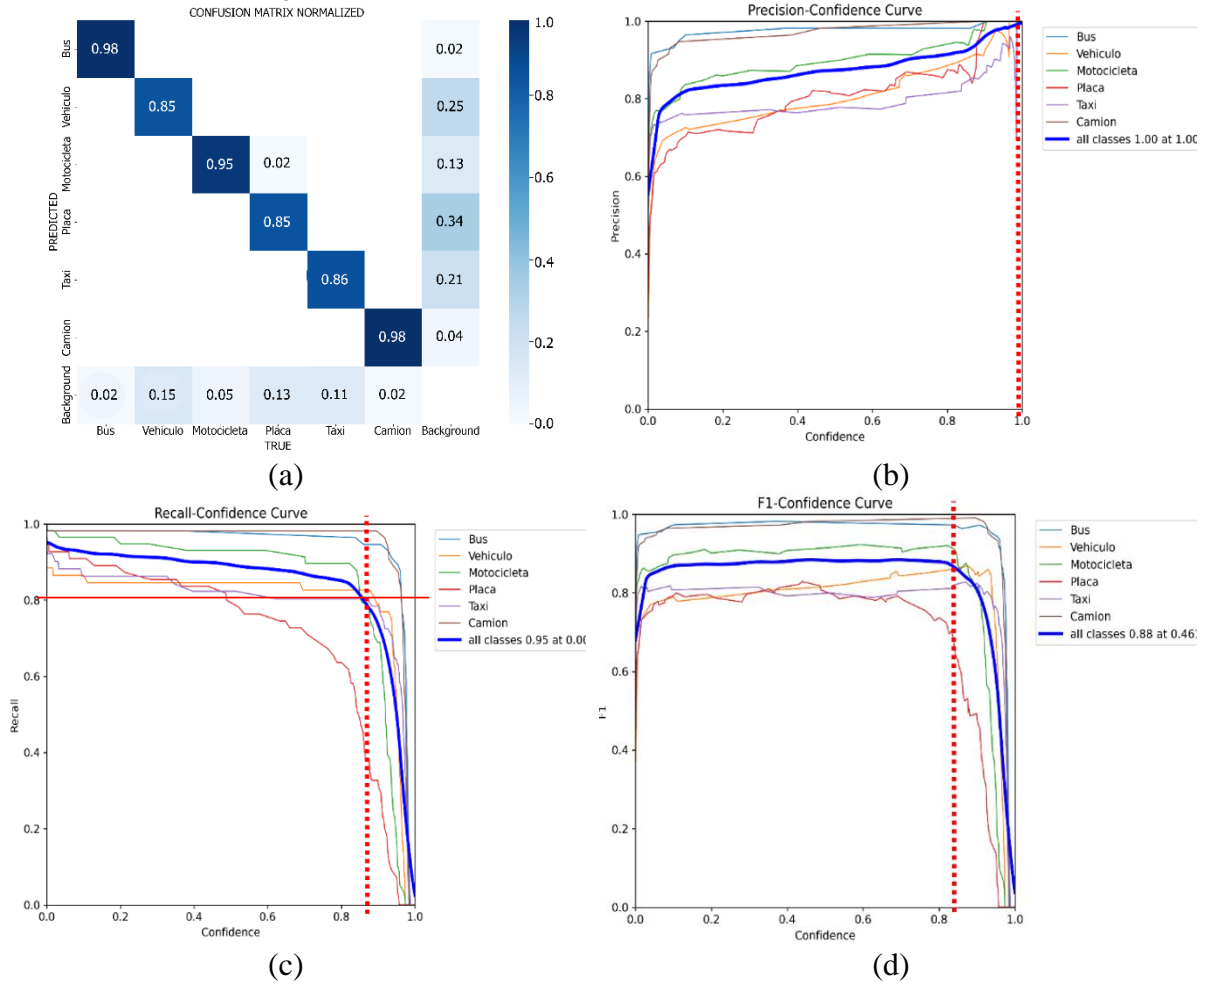 CONFUSION MATRIX NORMALIZED
PREDICTED
Bus
Vehiculo
Motocicleta
Placa
Taxi
Camion
Background
0.98 0.02
0.85 0.25
0.95 0.02 0.13
0.85 0.34
0.86 0.21
0.98 0.04
0.02 0.15 0.05 0.13 0.11 0.02
Bus Vehiculo Motocicleta Placa Taxi Camion Background
TRUE
1.0
0.8
0.6
0.4
0.2
0.0
(a)
Precision-Confidence Curve
Precision
1.0
0.8
0.6
0.4
0.2
0.0
0.0 0.2 0.4 0.6 0.8 1.0
Confidence
Bus
Vehiculo
Motocicleta
Placa
Taxi
Camion
all classes 1.00 at 1.00
(b)
Recall-Confidence Curve
Recall
1.0
0.8
0.6
0.4
0.2
0.0
0.0 0.2 0.4 0.6 0.8 1.0
Confidence
Bus
Vehiculo
Motocicleta
Placa
Taxi
Camion
all classes 0.95 at 0.00
(c)
F1-Confidence Curve
F1
1.0
0.8
0.6
0.4
0.2
0.0
0.0 0.2 0.4 0.6 0.8 1.0
Confidence
Bus
Vehiculo
Motocicleta
Placa
Taxi
Camion
all classes 0.88 at 0.461
(d)